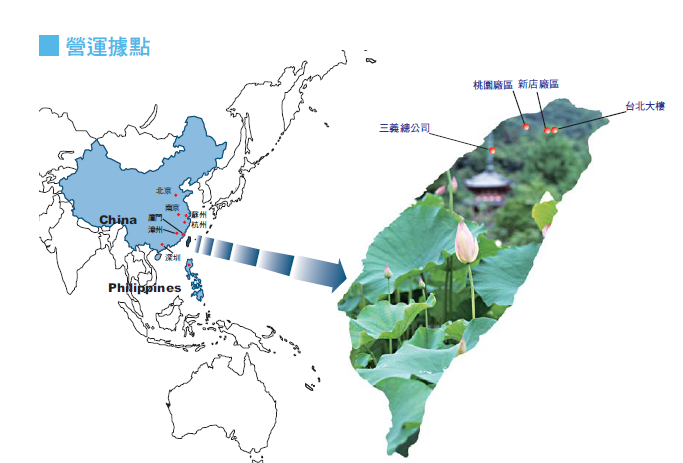 營運據點
桃園廠區 新店廠區
台北大樓
三義總公司
北京
南京
蘇州
廈門
杭州
China
漳州
深圳
Philippines